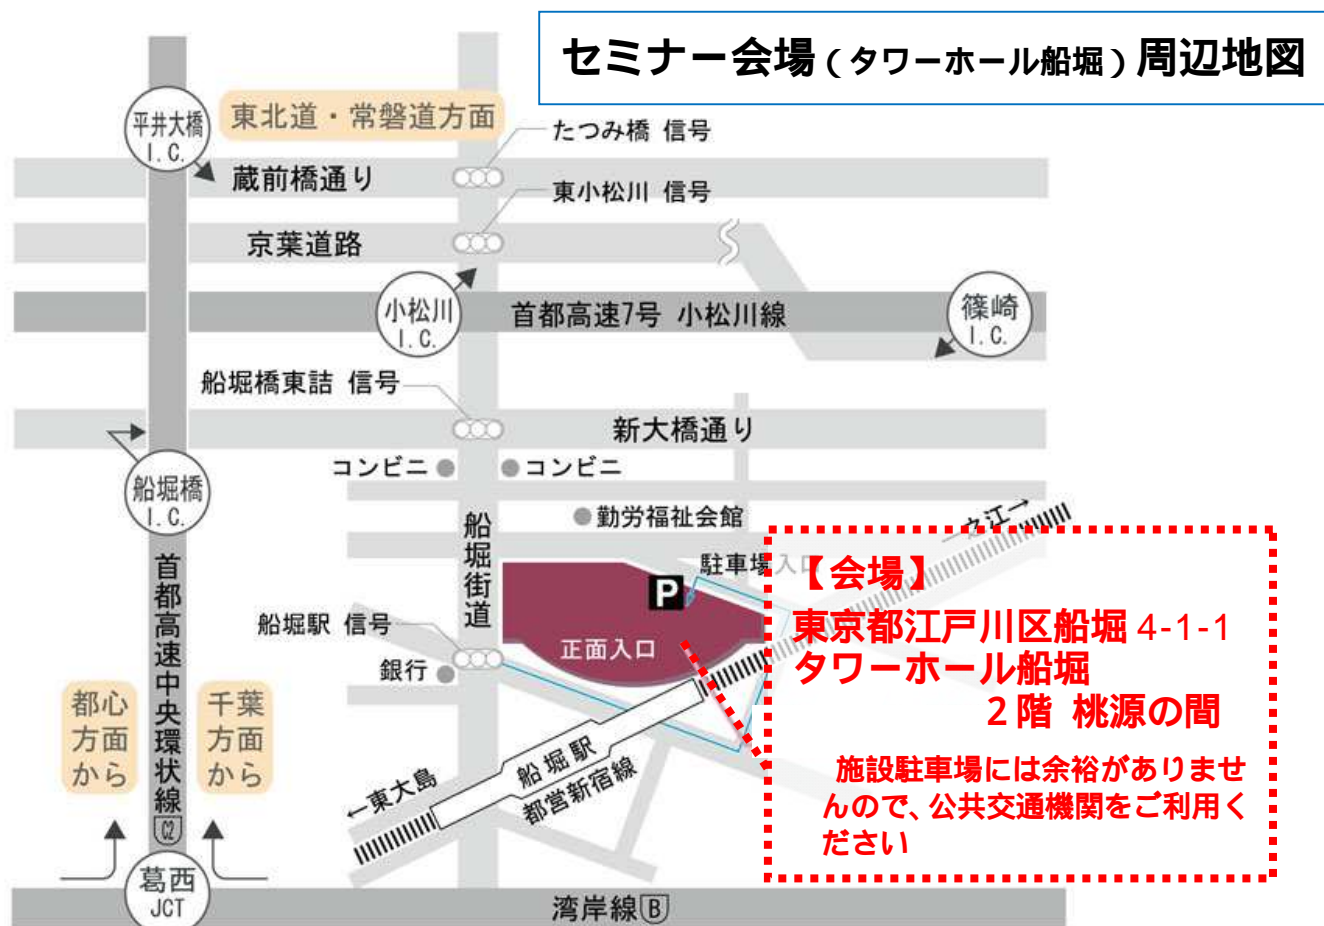 セミナー会場（タワーホール船堀）周辺地図
平井大橋
I.C.
東北道・常磐道方面
たつみ橋 信号
蔵前橋通り
東小松川 信号
京葉道路
小松川
I.C.
首都高速7号 小松川線
篠崎
I.C.
船堀橋東詰 信号
新大橋通り
コンビニ
コンビニ
船堀橋
I.C.
勤労福祉会館
船堀街道
一之江→
駐車場入口
P
【会場】
東京都江戸川区船堀 4-1-1
タワーホール船堀
2階 桃源の間
施設駐車場には余裕がありませ
んので、公共交通機関をご利用く
ださい
船堀駅 信号
正面入口
銀行
首都高速中央環状線
C2
都心
方面
から
千葉
方面
から
船堀駅
都営新宿線
←東大島
葛西
JCT
湾岸線
B